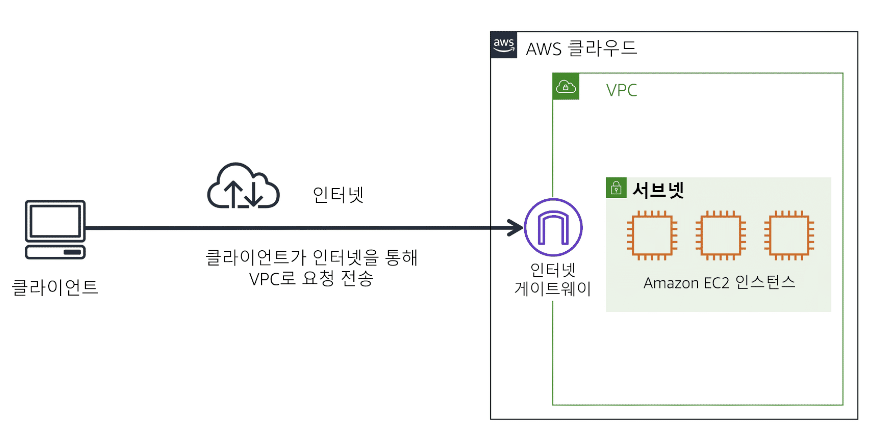 aws
AWS 클라우드
VPC
서브넷
인터넷
클라이언트가 인터넷을 통해
VPC로 요청 전송
클라이언트
인터넷
게이트웨이
Amazon EC2 인스턴스